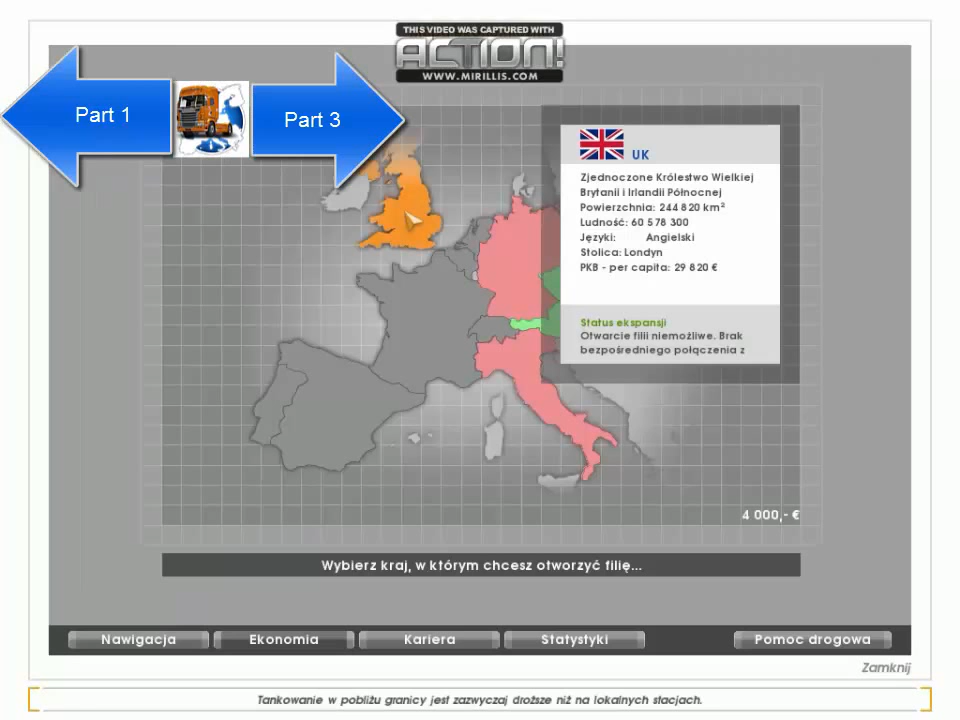 THIS VIDEO WAS CAPTURED WITH
ACTION!
WWW.MIRILLIS.COM
Part 1
Part 3
UK
Zjednoczone Królestwo Wielkiej
Brytanii i Irlandii Północnej
Powierzchnia: 244 820 km²
Ludność: 60 578 300
Języki: Angielski
Stolica: Londyn
PKB - per capita: 29 820 €
Status ekspansji
Otwarcie filii niemożliwe. Brak
bezpośredniego połączenia z
4 000,- €
Wybierz kraj, w którym chcesz otworzyć filię...
Nawigacja
Ekonomia
Kariera
Statystyki
Pomoc drogowa
Zamknij
Tankowanie w pobliżu granicy jest zazwyczaj droższe niż na lokalnych stacjach.